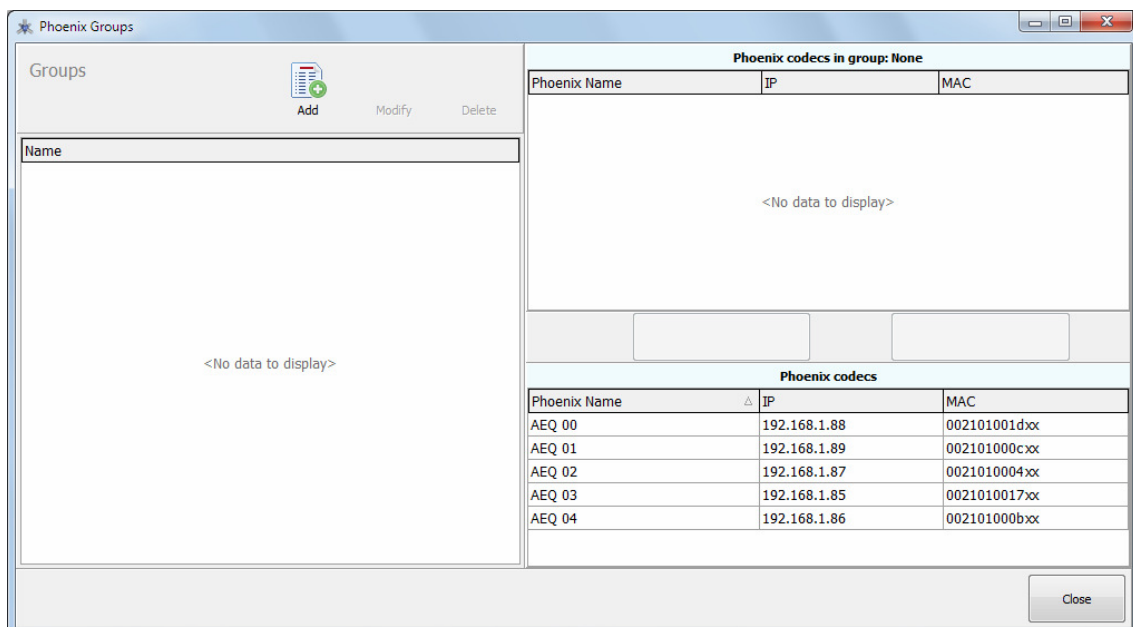 Phoenix Groups
Groups
Add Modify Delete
Name
<No data to display>
Phoenix codecs in group: None
Phoenix Name IP MAC
<No data to display>
Phoenix codecs
Phoenix Name IP MAC
AEQ 00 192.168.1.88 002101001dxx
AEQ 01 192.168.1.89 002101000cxx
AEQ 02 192.168.1.87 0021010004xx
AEQ 03 192.168.1.85 0021010017xx
AEQ 04 192.168.1.86 002101000bxx
Close